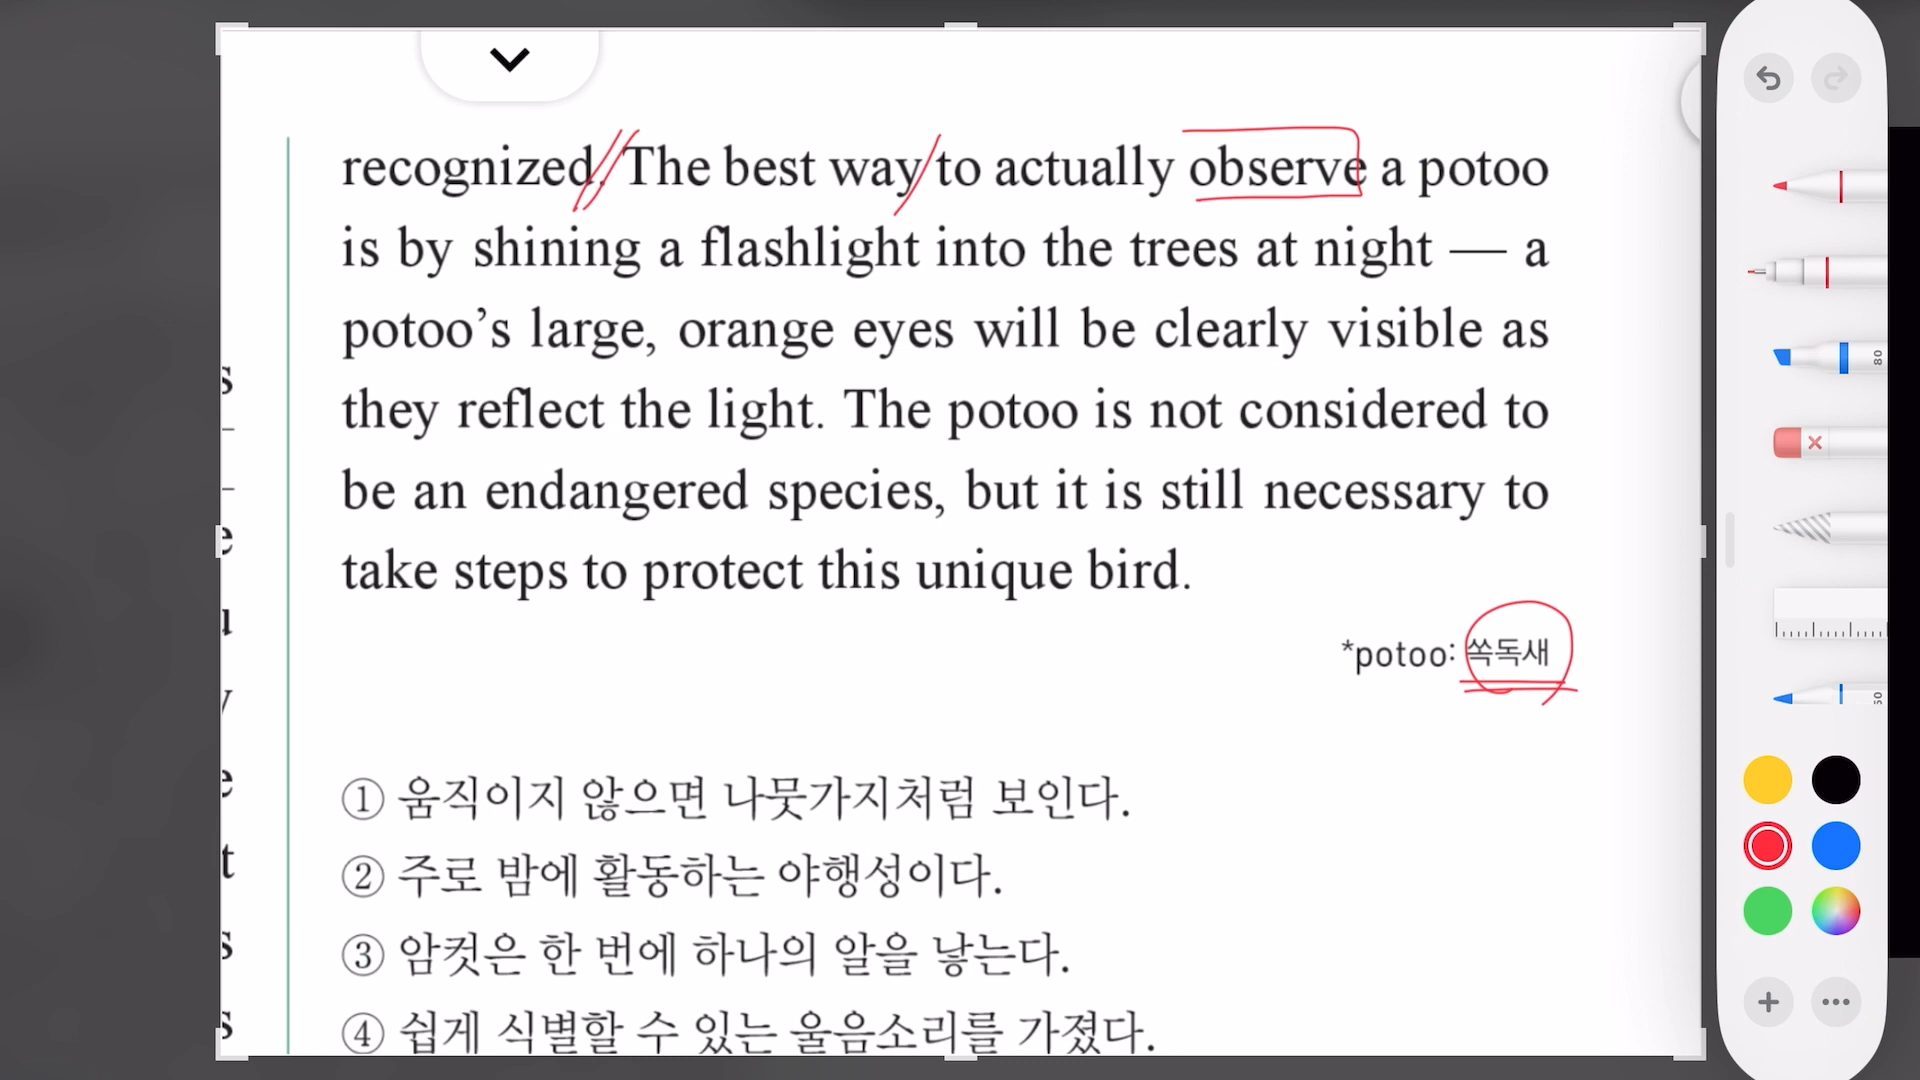 recognized. The best way to actually observe a potoo
is by shining a flashlight into the trees at night — a
potoo's large, orange eyes will be clearly visible as
they reflect the light. The potoo is not considered to
be an endangered species, but it is still necessary to
take steps to protect this unique bird.
*potoo: 쏙독새
① 움직이지 않으면 나뭇가지처럼 보인다.
② 주로 밤에 활동하는 야행성이다.
③ 암컷은 한 번에 하나의 알을 낳는다.
④ 쉽게 식별할 수 있는 울음소리를 가졌다.
s
e
u
y
e
t
s
s
80
50